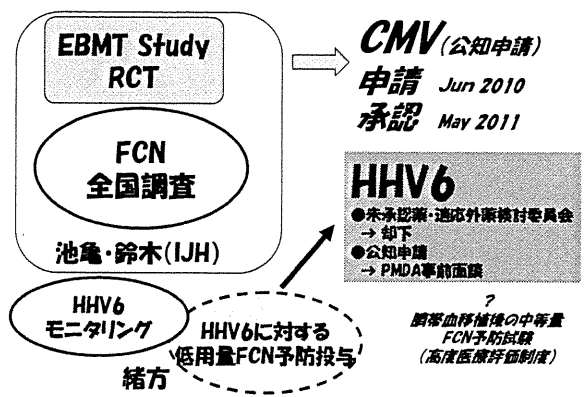 EBMT Study
RCT
FCN
全国調査
池亀・鈴木(IJH)
HHV6
モニタリング
緒方
HHV6に対する
低用量FCN予防投与
CMV(公知申請)
申請 Jun 2010
承認 May 2011
HHV6
●未承認薬・適応外薬検討委員会
→ 却下
●公知申請
→ PMDA事前面談
?
臍帯血移植後の中等量
FCN予防試験
(高度医療評価制度)